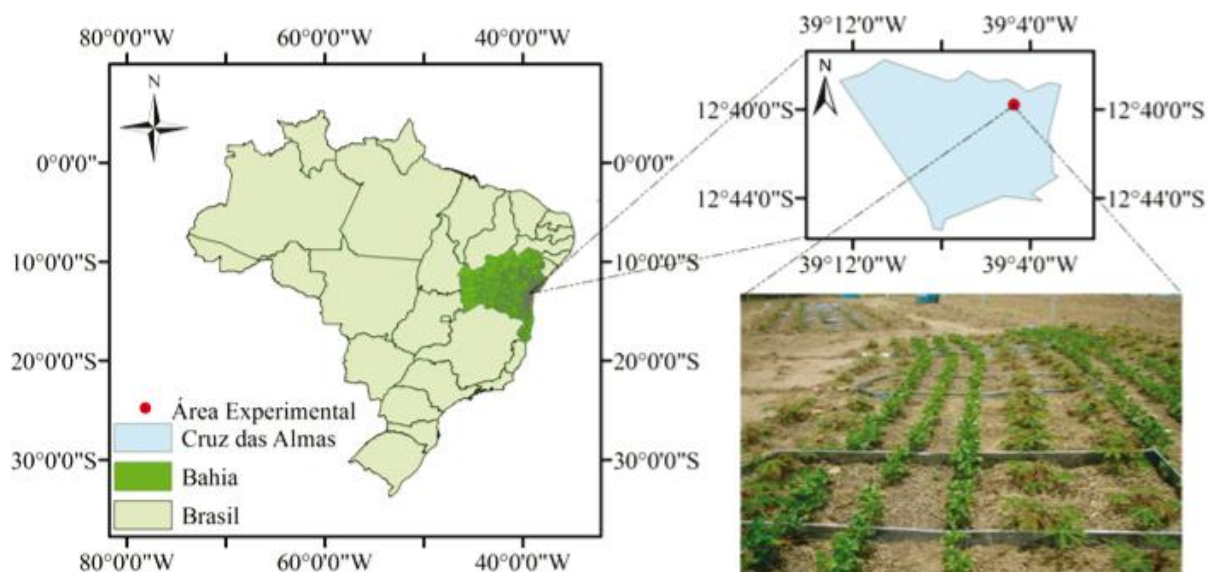 80°0'0"W 60°0'0"W 40°0'0"W
N
0°0'0"
10°0'0"S
20°0'0"S
30°0'0"S
0°0'0"
10°0'0"S
20°0'0"S
30°0'0"S
Área Experimental
Cruz das Almas
Bahia
Brasil
80°0'0"W 60°0'0"W 40°0'0"W
39°12'0"W 39°4'0"W
N
12°40'0"S 12°40'0"S
12°44'0"S 12°44'0"S
39°12'0"W 39°4'0"W